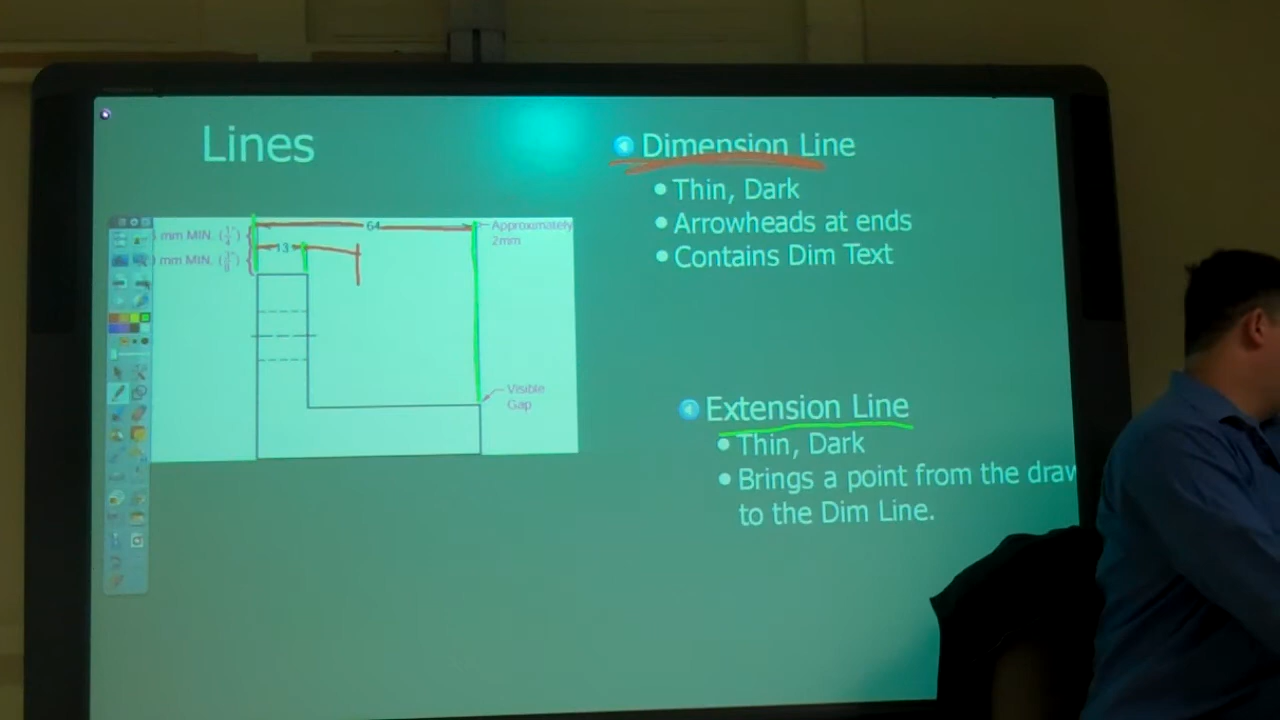 Lines
Dimension Line
Thin, Dark
Arrowheads at ends
Contains Dim Text
64
Approximately
2mm
mm MIN.
13
mm MIN.
Visible
Gap
Extension Line
Thin, Dark
Brings a point from the draw
to the Dim Line.